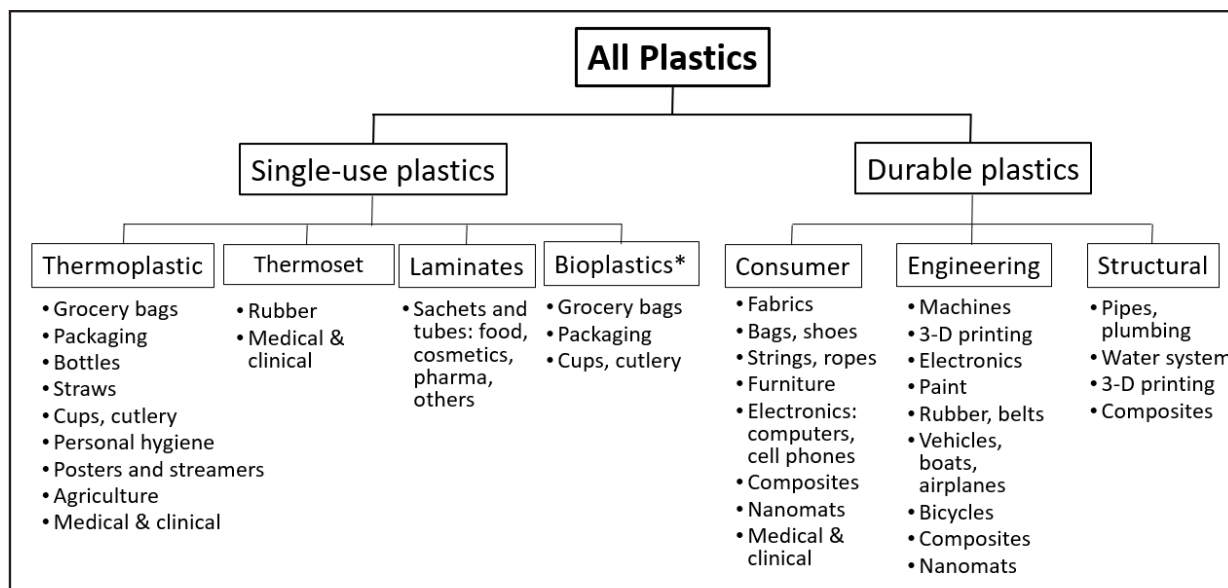 All Plastics
Single-use plastics
Durable plastics
Thermoplastic
• Grocery bags
• Packaging
• Bottles
• Straws
• Cups, cutlery
• Personal hygiene
• Posters and streamers
• Agriculture
• Medical & clinical
Thermoset
• Rubber
• Medical &
clinical
Laminates
• Sachets and
tubes: food,
cosmetics,
pharma,
others
Bioplastics*
• Grocery bags
• Packaging
• Cups, cutlery
Consumer
• Fabrics
• Bags, shoes
• Strings, ropes
• Furniture
• Electronics:
computers,
cell phones
• Composites
• Nanomats
• Medical &
clinical
Engineering
• Machines
• 3-D printing
• Electronics
• Paint
• Rubber, belts
• Vehicles,
boats,
airplanes
• Bicycles
• Composites
• Nanomats
Structural
• Pipes,
plumbing
• Water system
• 3-D printing
• Composites